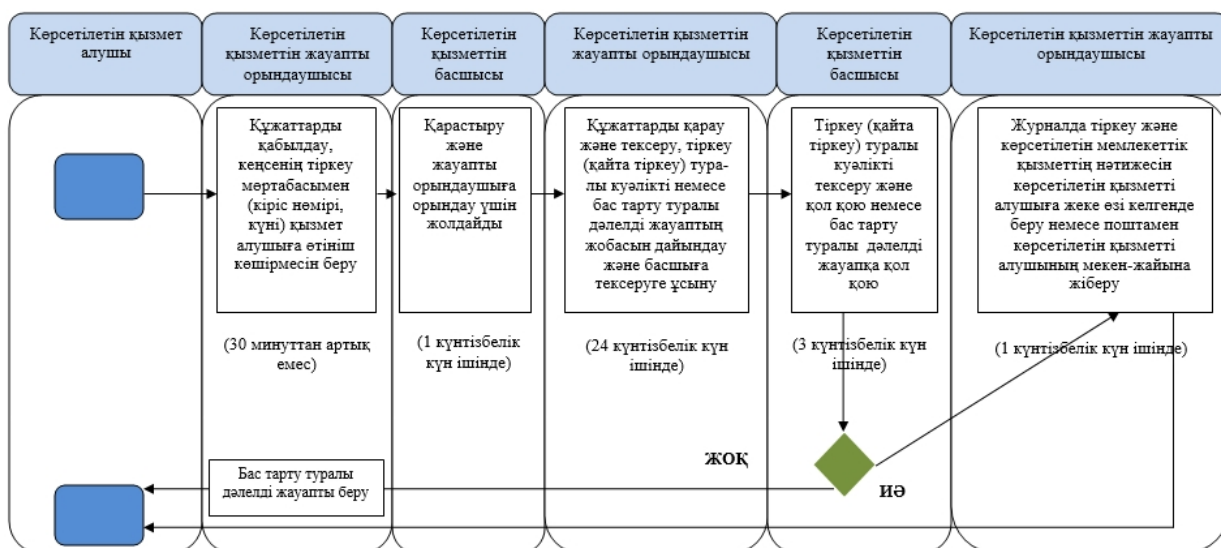 Көрсетілетін қызмет
алушы
Көрсетілетін
қызметтін жауапты
орындаушысы
Көрсетілетін
қызметтін
басшысы
Көрсетілетін қызметтін
жауапты орындаушысы
Көрсетілетін
қызметтін
басшысы
Көрсетілетін қызметтін жауапты
орындаушысы
Құжаттарды
қабылдау,
кеңсенің тіркеу
мөртабасымен
(кіріс нөмірі,
күні) қызмет
алушыға өтініш
көшірмесін беру
Қарастыру
және
жауапты
орындаушыға
орындау үшін
жолдайды
Құжаттарды қарау
және тексеру, тіркеу
(қайта тіркеу) тура-
лы куәлікті немесе
бас тарту туралы
дәлелді жауаптың
жобасын дайындау
және басшыға
тексеруге ұсыну
Тіркеу (қайта
тіркеу) туралы
куәлікті
тексеру және
қол қою немесе
бас тарту
туралы дәлелді
жауапқа қол
қою
Журналда тіркеу және
көрсетілетін мемлекеттік
қызметтің нәтижесін
көрсетілетін қызметті
алушыға жеке өзі келгенде
беру немесе поштамен
көрсетілетін қызметті
алушының мекен-жайына
жіберу
(30 минуттан артық
емес)
(1 күнтізбелік
күн ішінде)
(24 күнтізбелік күн
ішінде)
(3 күнтізбелік күн
ішінде)
(1 күнтізбелік күн ішінде)
ЖОҚ
ИӘ
Бас тарту туралы
дәлелді жауапты беру